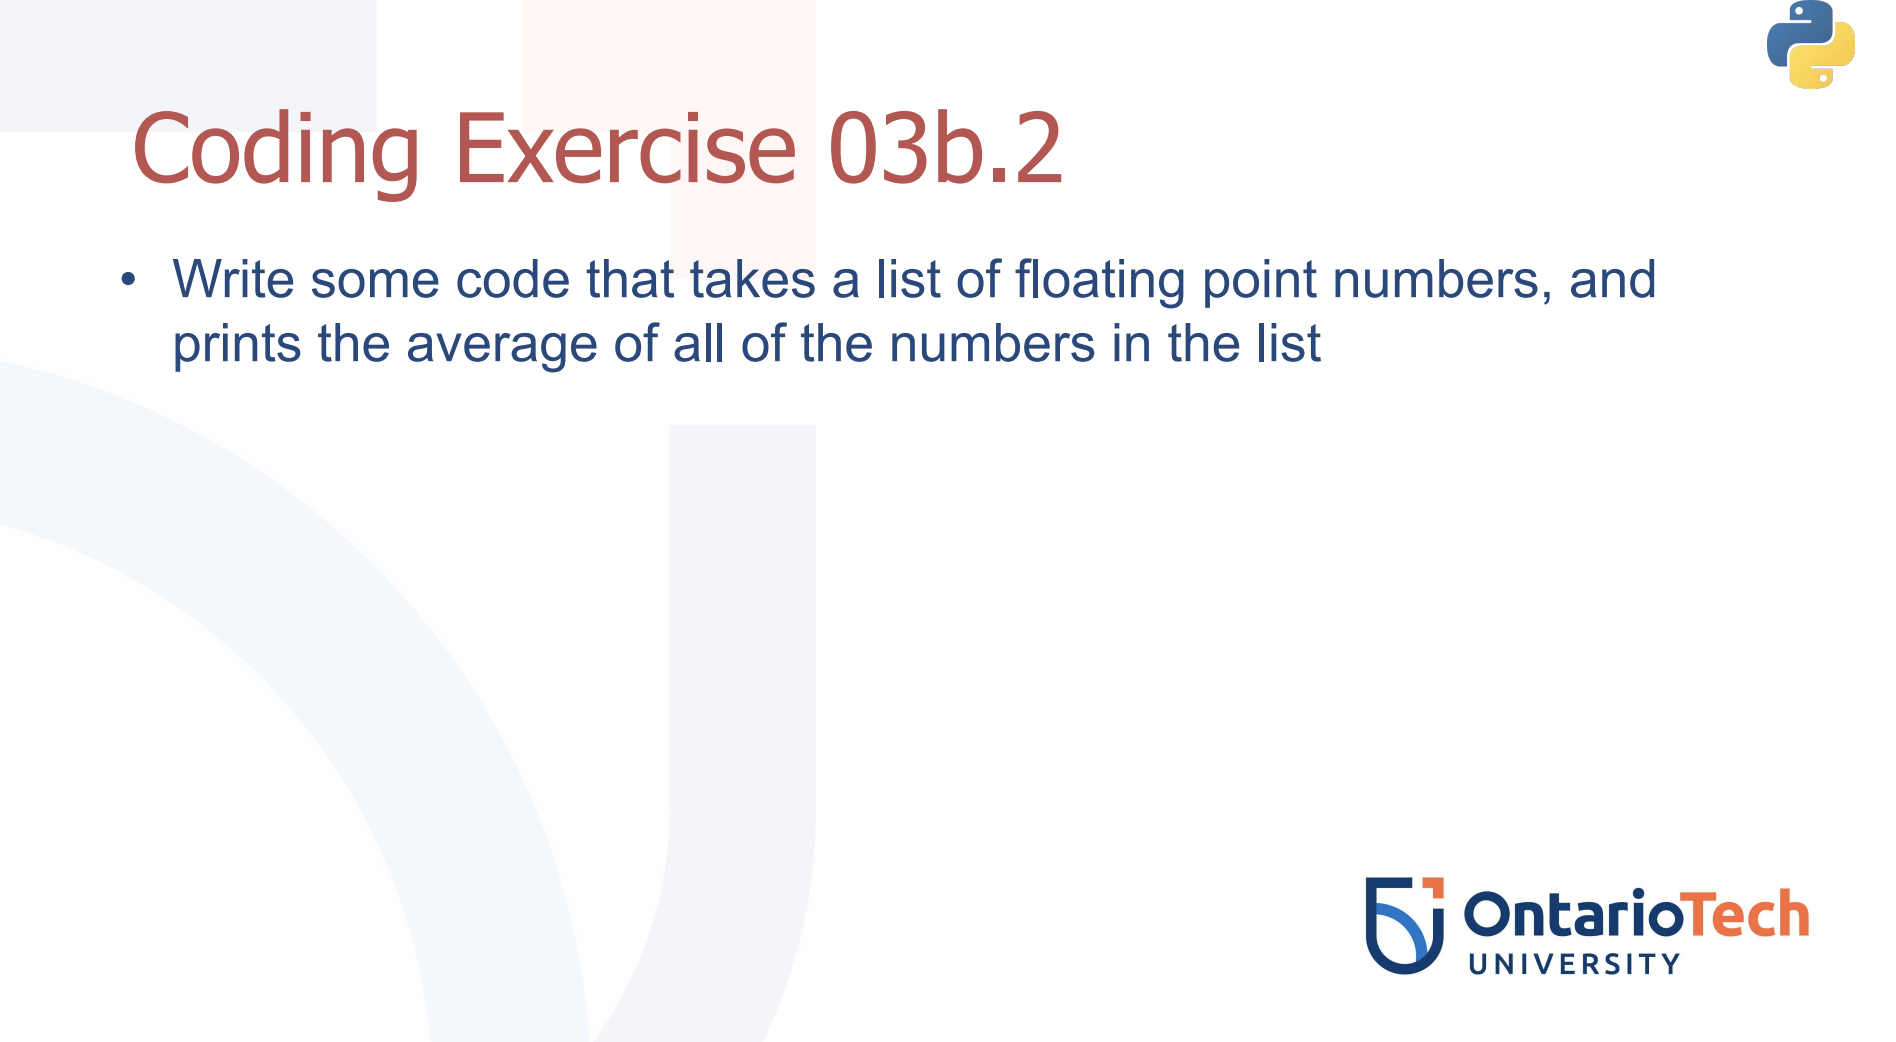 Coding Exercise 03b.2
• Write some code that takes a list of floating point numbers, and
prints the average of all of the numbers in the list
OntarioTech
UNIVERSITY